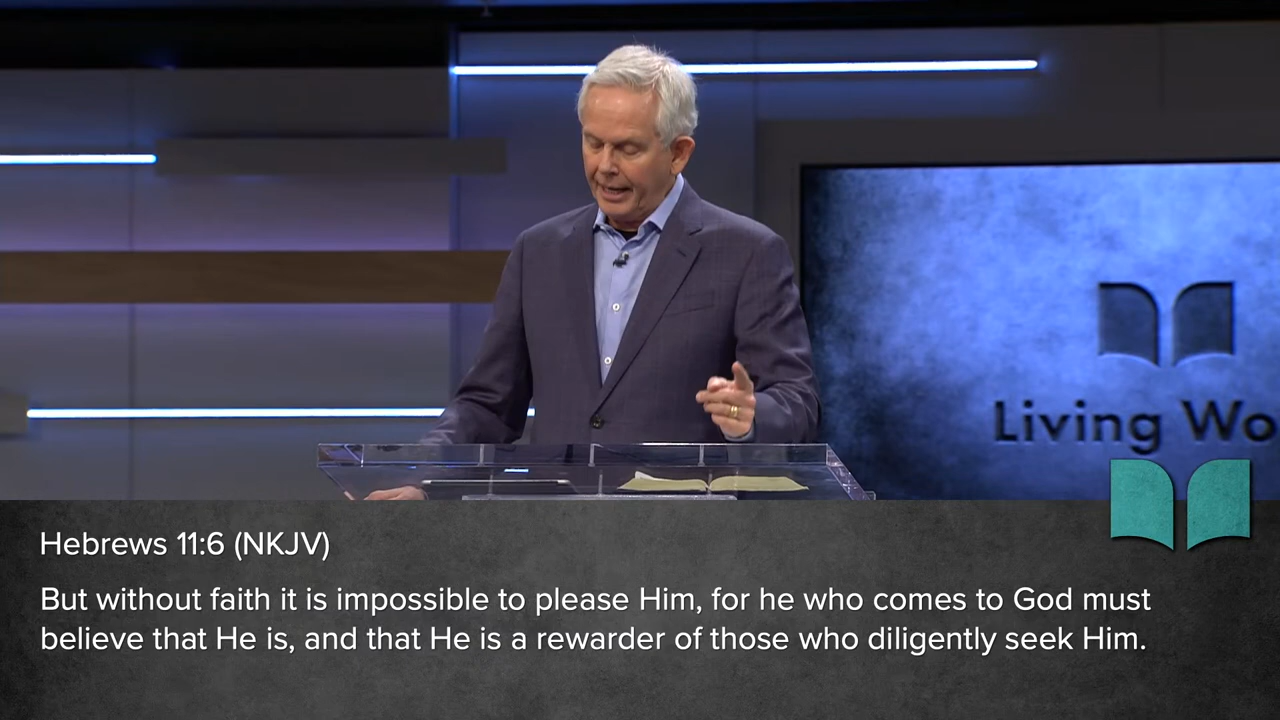 Living Wo
Hebrews 11:6 (NKJV)
But without faith it is impossible to please Him, for he who comes to God must
believe that He is, and that He is a rewarder of those who diligently seek Him.